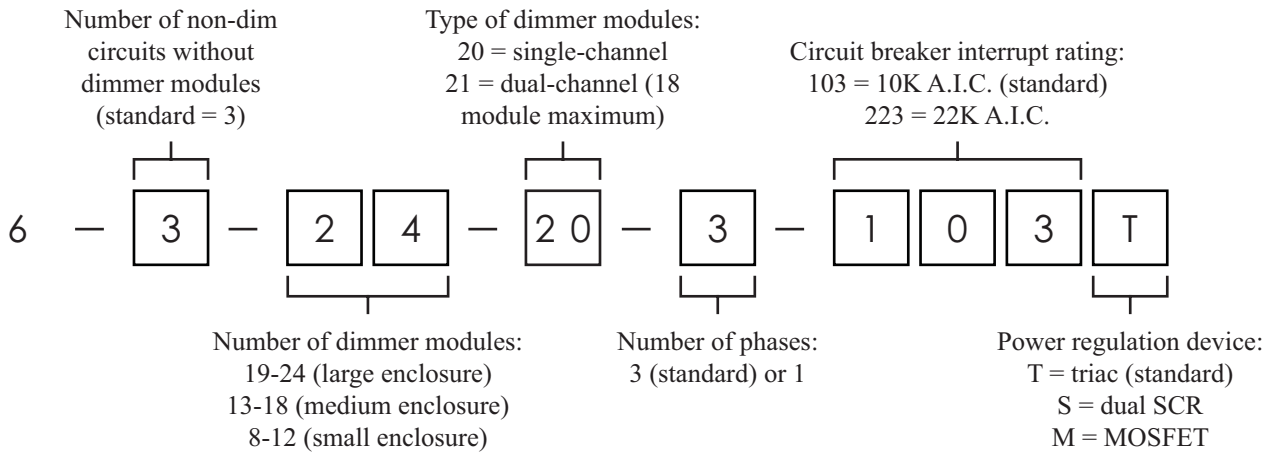 Number of non-dim
circuits without
dimmer modules
(standard = 3)
Type of dimmer modules:
20 = single-channel
21 = dual-channel (18
module maximum)
Circuit breaker interrupt rating:
103 = 10K A.I.C. (standard)
223 = 22K A.I.C.
6 — 3 — 2 4 — 2 0 — 3 — 1 0 3 T
Number of dimmer modules:
19-24 (large enclosure)
13-18 (medium enclosure)
8-12 (small enclosure)
Number of phases:
3 (standard) or 1
Power regulation device:
T = triac (standard)
S = dual SCR
M = MOSFET